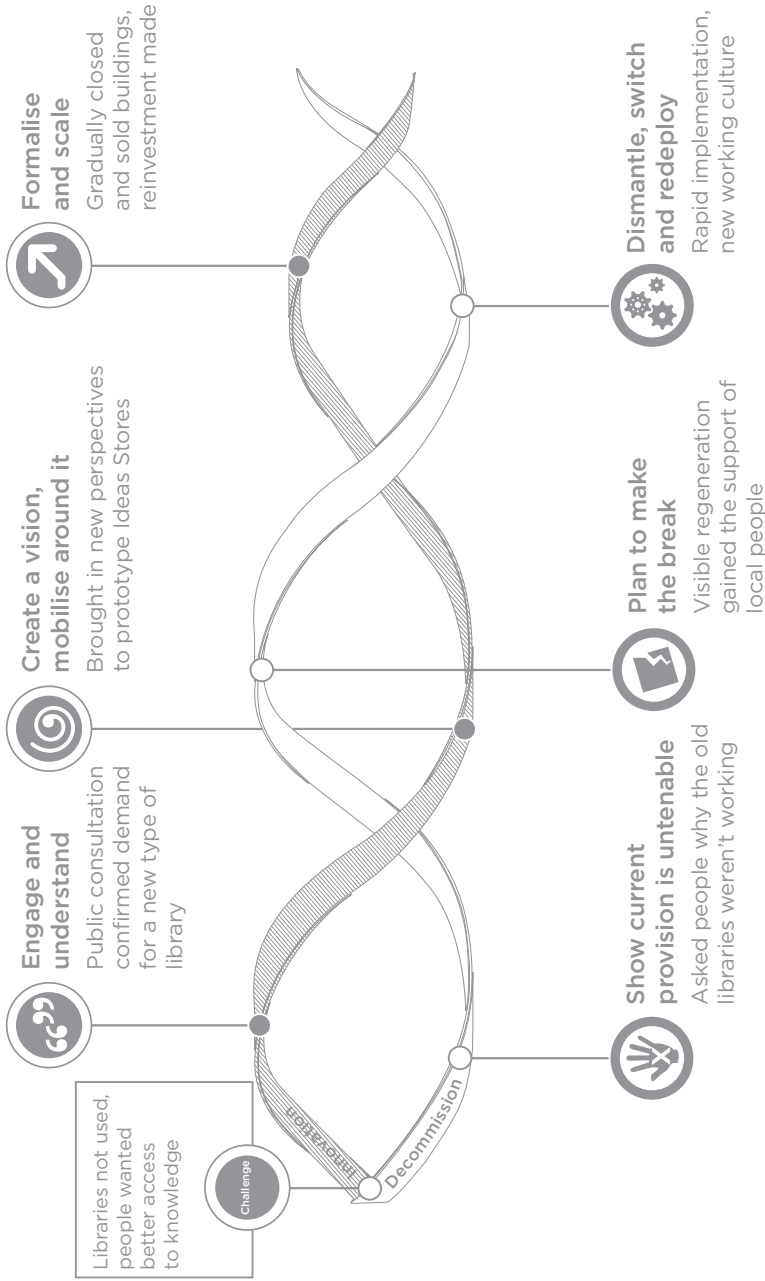 Libraries not used,
people wanted
better access
to knowledge
Challenge
innovation
Decommission
Engage and
understand
Public consultation
confirmed demand
for a new type of
library
Create a vision,
mobilise around it
Brought in new perspectives
to prototype Ideas Stores
Formalise
and scale
Gradually closed
and sold buildings,
reinvestment made
Show current
provision is untenable
Asked people why the old
libraries weren't working
Plan to make
the break
Visible regeneration
gained the support of
local people
Dismantle, switch
and redeploy
Rapid implementation,
new working culture